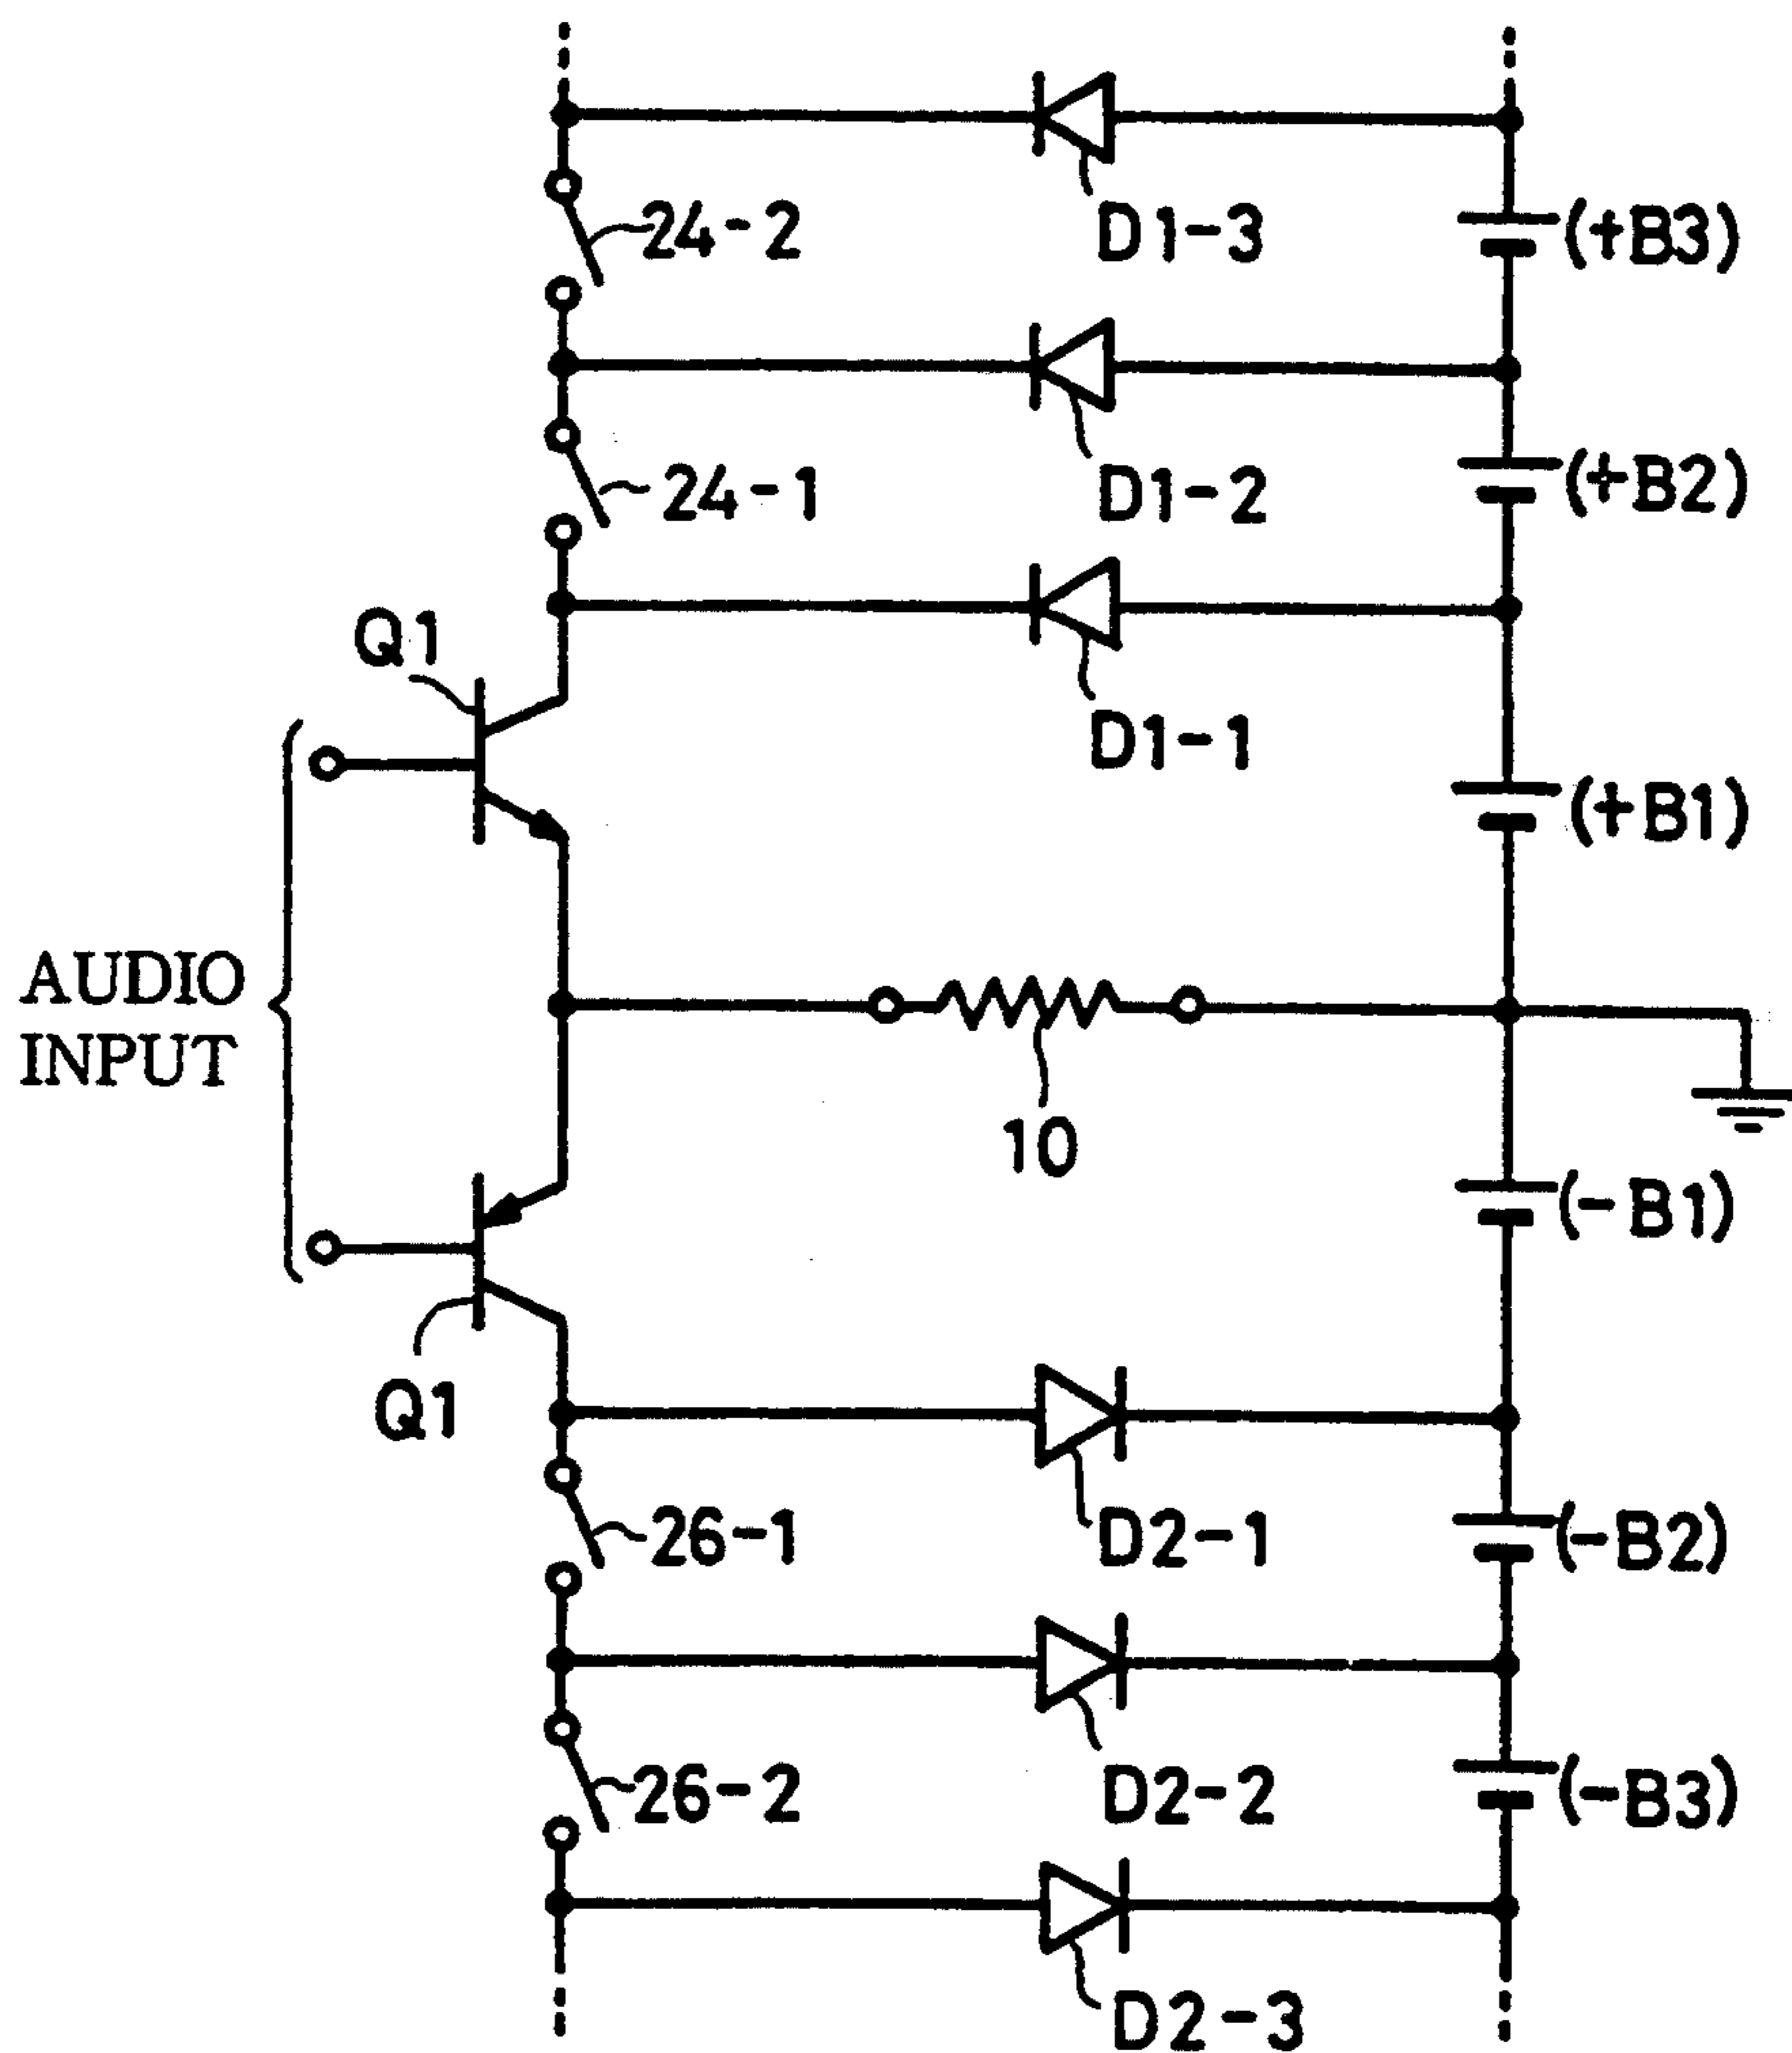 24-2
D1-3
(+B3)
24-1
D1-2
(+B2)
Q1
D1-1
(+B1)
AUDIO
INPUT
10
(-B1)
Q1
26-1
D2-1
(-B2)
26-2
D2-2
(-B3)
D2-3